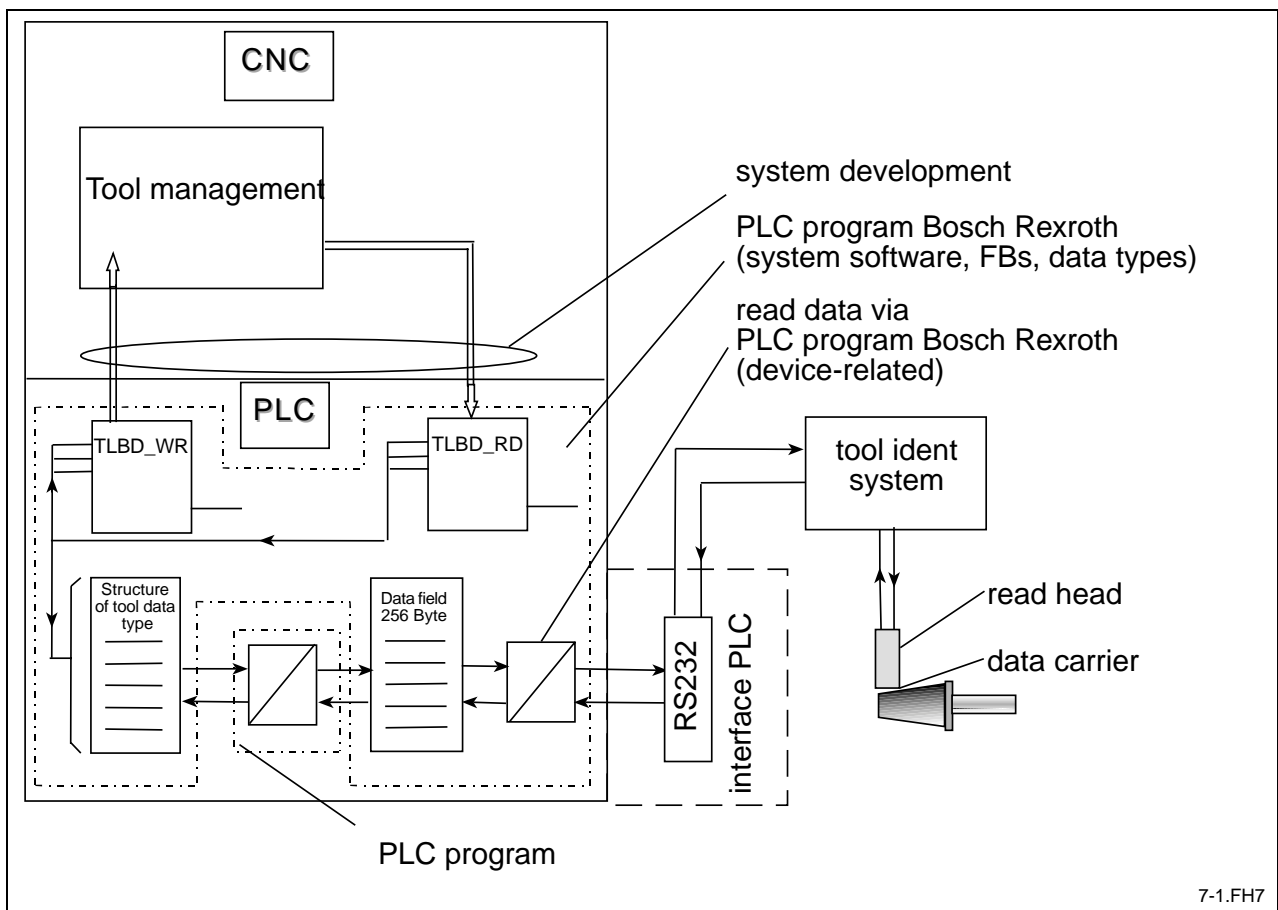 CNC
Tool management
system development
PLC program Bosch Rexroth
(system software, FBs, data types)
read data via
PLC program Bosch Rexroth
(device-related)
PLC
TLBD_WR
TLBD_RD
tool ident
system
Structure
of tool data
type
Data field
256 Byte
RS232
interface PLC
read head
data carrier
PLC program
7-1.FH7